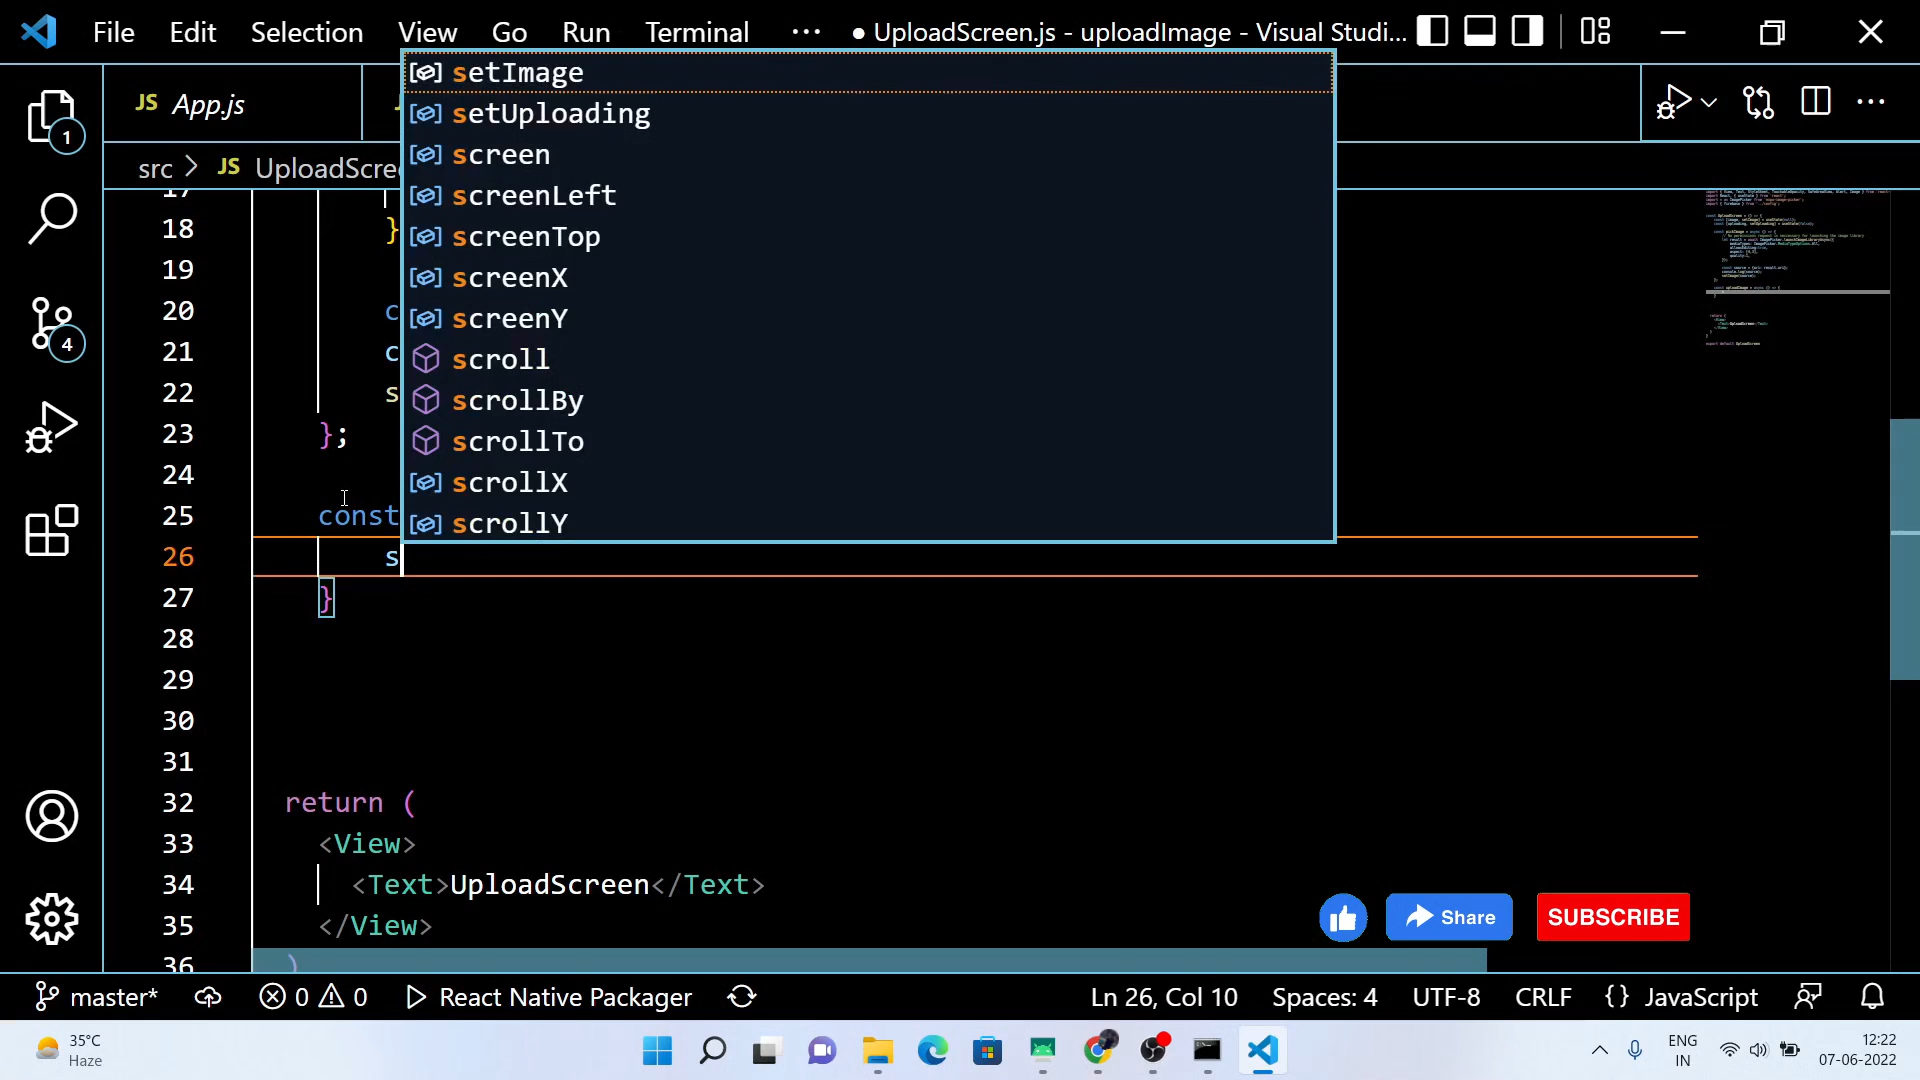 File Edit Selection View Go Run Terminal ··· ● UploadScreen.js - uploadImage - Visual Studi...
JS App.js
src > JS UploadScre
setImage
setUploading
screen
screenLeft
screenTop
screenX
screenY
scroll
scrollBy
scrollTo
scrollX
scrollY
1
4
17
18 }
19
20 c
21 c
22 s
23 };
24
25 const
26 s
27 }
28
29
30
31
32 return (
33 <View>
34 <Text>UploadScreen</Text>
35 </View>
36 )
Share SUBSCRIBE
master* 0 0 React Native Packager Ln 26, Col 10 Spaces: 4 UTF-8 CRLF {} JavaScript
35°C
Haze
ENG
IN
12:22
07-06-2022